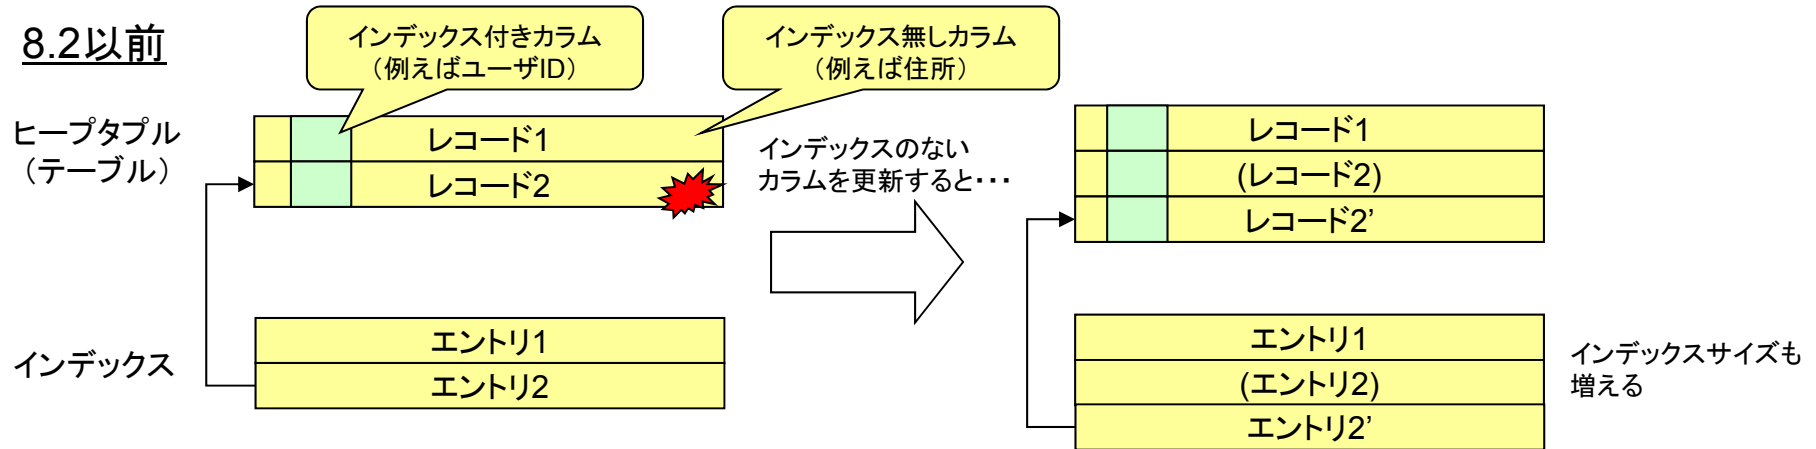 8.2以前
インデックス付きカラム
（例えばユーザID）
インデックス無しカラム
（例えば住所）
ヒープタプル
（テーブル）
レコード1
レコード2
インデックスのない
カラムを更新すると・・・
レコード1
(レコード2)
レコード2’
インデックス
エントリ1
エントリ2
エントリ1
(エントリ2)
エントリ2’
インデックスサイズも
増える